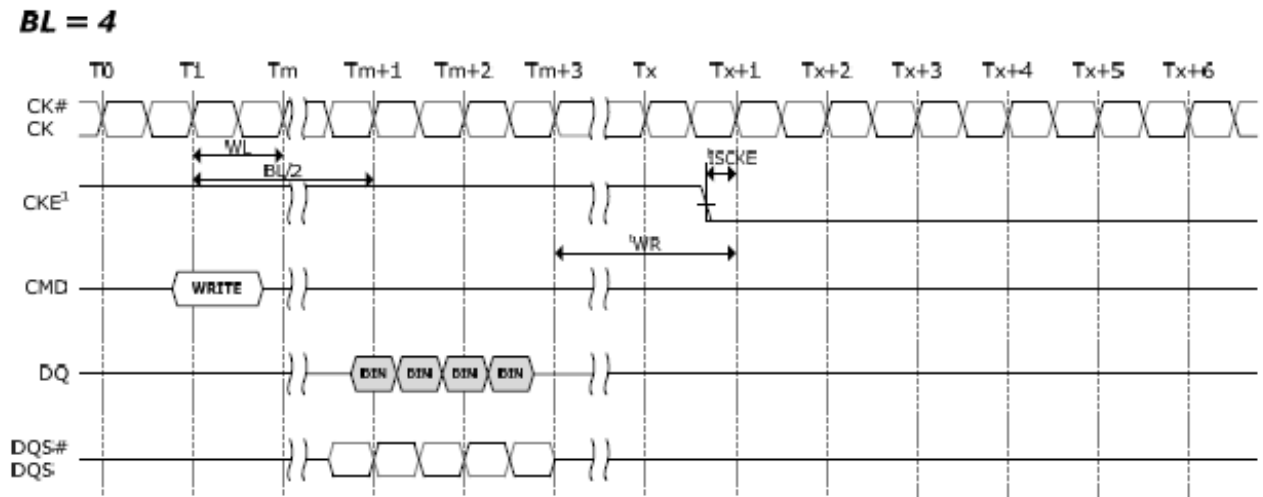 BL = 4
T0 T1 Tm Tm+1 Tm+2 Tm+3 Tx Tx+1 Tx+2 Tx+3 Tx+4 Tx+5 Tx+6
CK#
CK
WL
BL/2
tISCKE
CKE1
tWR
CMD WRITE
DQ DIN DIN DIN DIN
DQS#
DQS